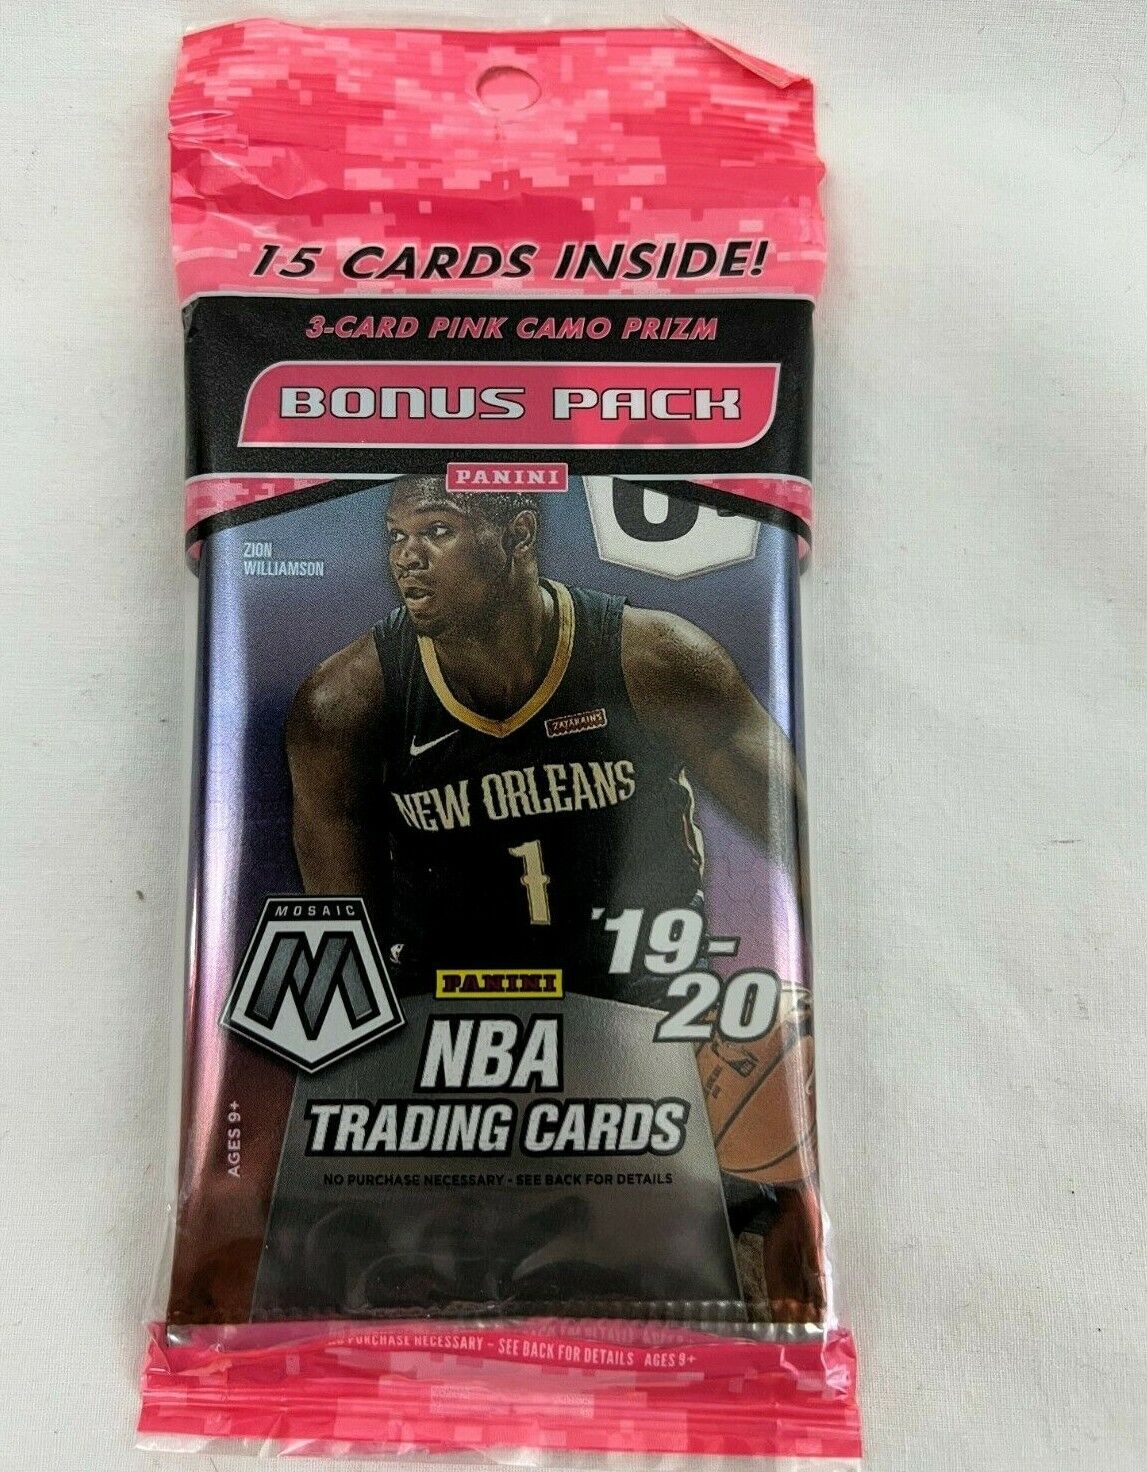 15 CARDS INSIDE!
3-CARD PINK CAMO PRIZM
BONUS PACK
PANINI
ZION
WILLIAMSON
ZATARAIN'S
NEW ORLEANS
1
MOSAIC
M
'19-
20
PANINI
NBA
TRADING CARDS
AGES 9+
NO PURCHASE NECESSARY - SEE BACK FOR DETAILS
PURCHASE NECESSARY - SEE BACK FOR DETAILS AGES 9+